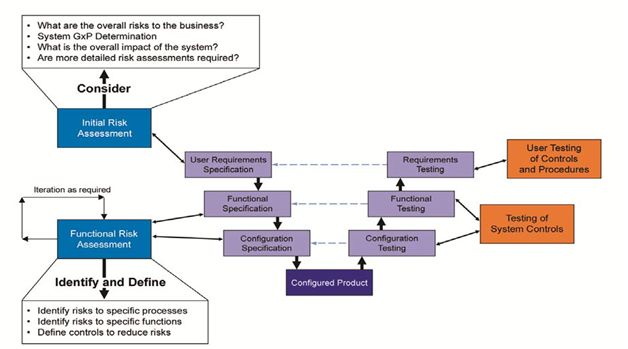 • What are the overall risks to the business?
• System GxP Determination
• What is the overall impact of the system?
• Are more detailed risk assessments required?
Consider
Initial Risk
Assessment
User Requirements
Specification
Requirements
Testing
User Testing
of Controls
and Procedures
Iteration as required
Functional
Specification
Functional
Testing
Testing of
System Controls
Functional Risk
Assessment
Configuration
Specification
Configuration
Testing
Configured Product
Identify and Define
• Identify risks to specific processes
• Identify risks to specific functions
• Define controls to reduce risks